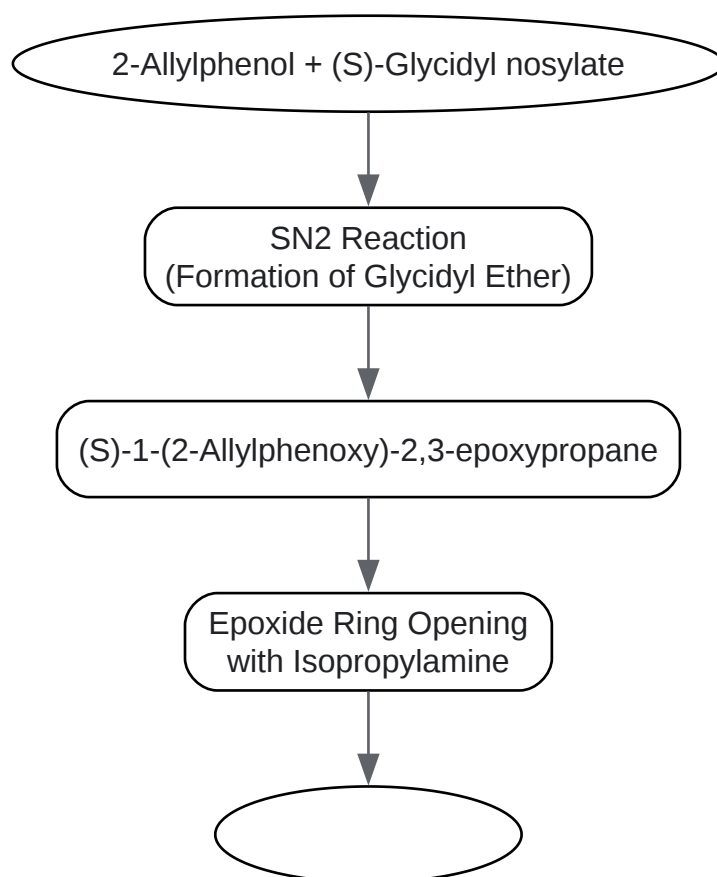 2-Allylphenol + (S)-Glycidyl nosylate
SN2 Reaction
(Formation of Glycidyl Ether)
(S)-1-(2-Allylphenoxy)-2,3-epoxypropane
Epoxide Ring Opening
with Isopropylamine